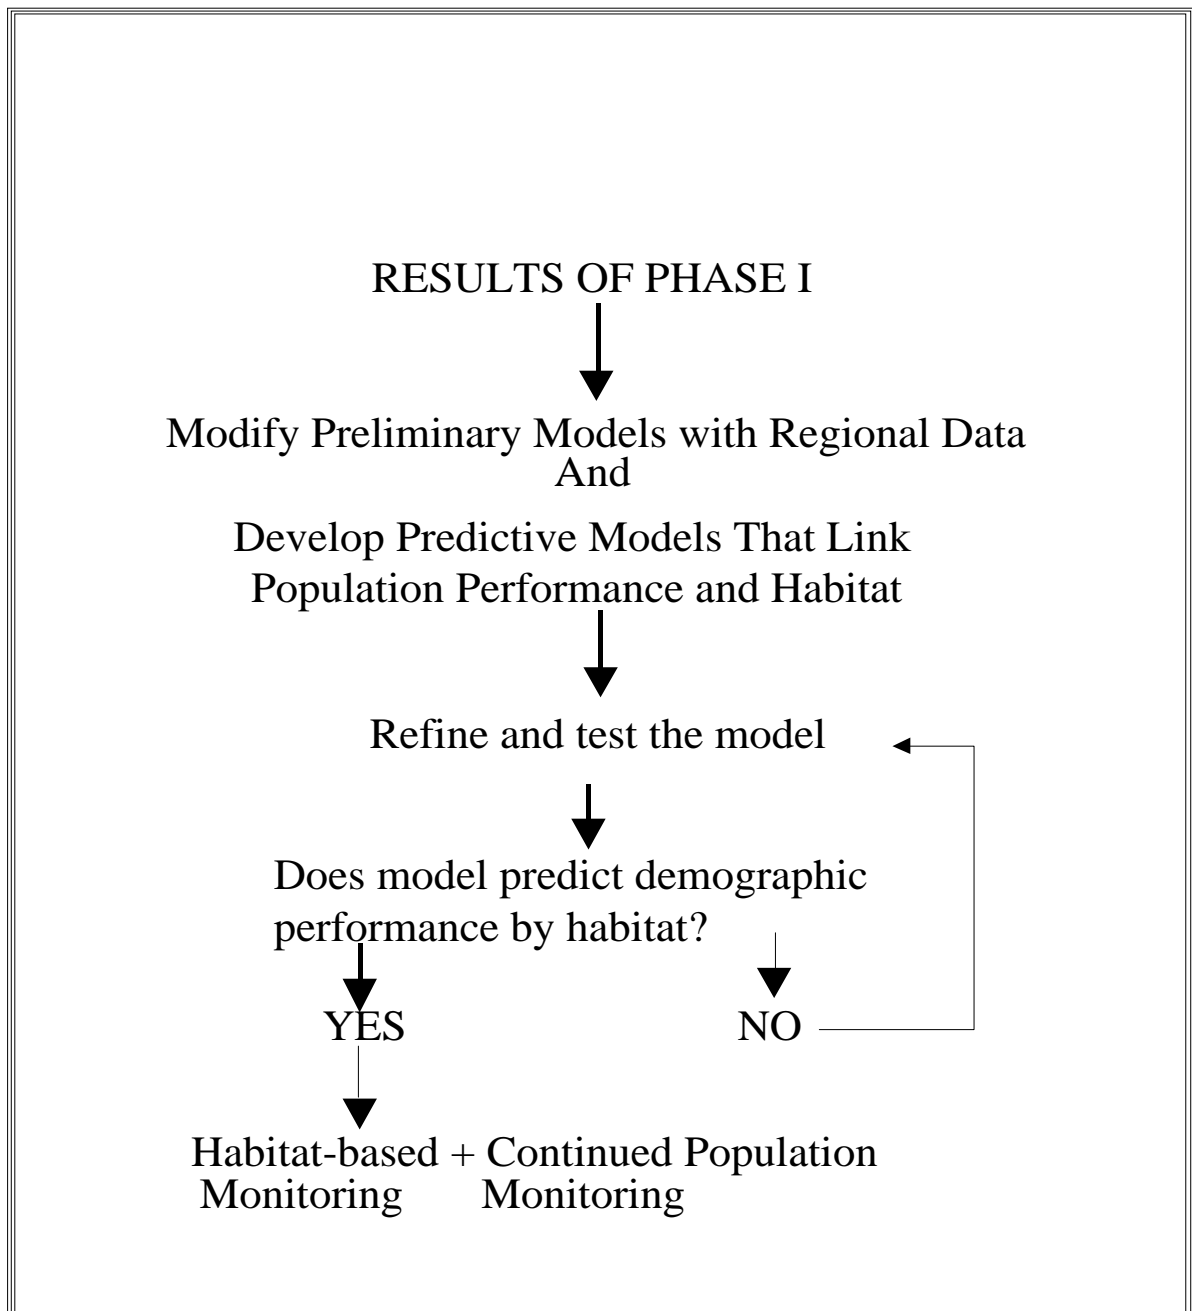 RESULTS OF PHASE I
Modify Preliminary Models with Regional Data
And
Develop Predictive Models That Link
Population Performance and Habitat
Refine and test the model
Does model predict demographic
performance by habitat?
YES
NO
Habitat-based + Continued Population
Monitoring Monitoring